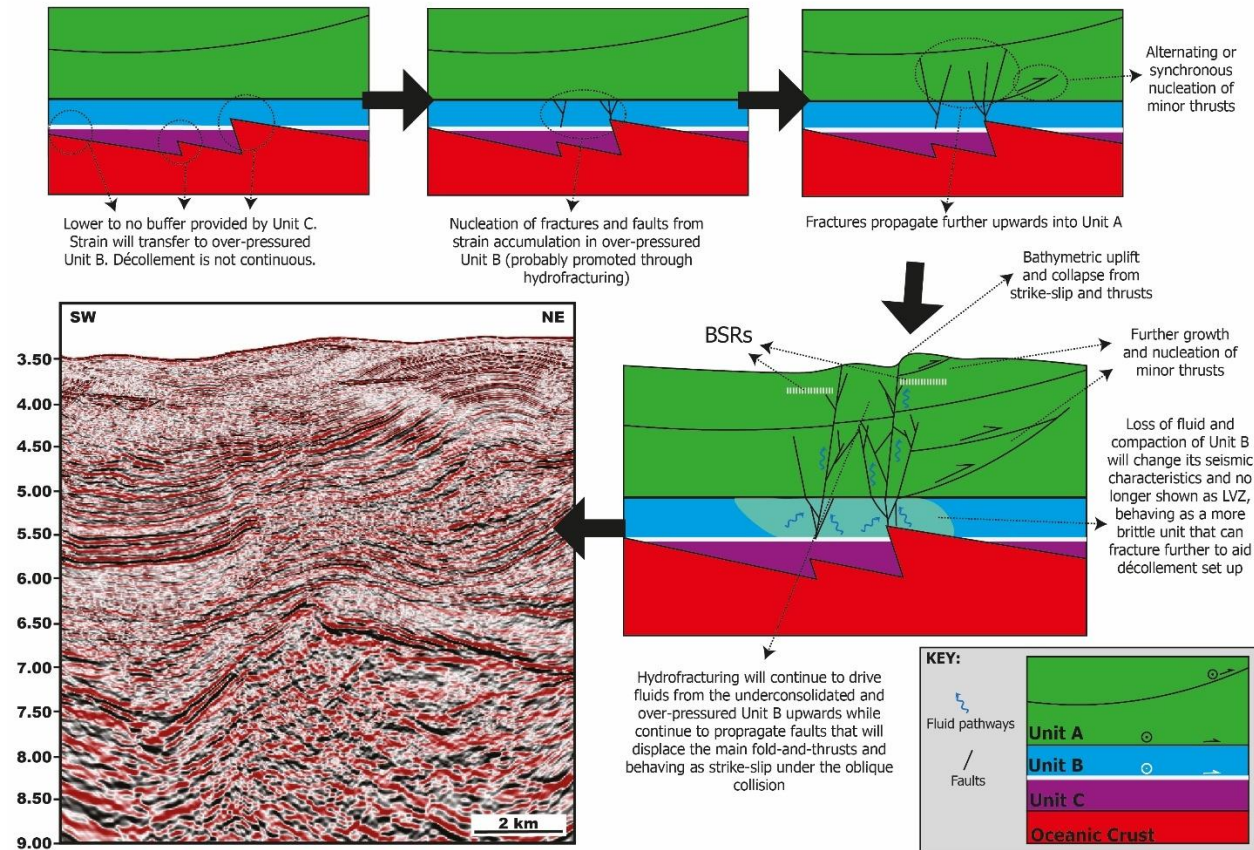 Lower to no buffer provided by Unit C.
Strain will transfer to over-pressured
Unit B. Décollement is not continuous.
Nucleation of fractures and faults from
strain accumulation in over-pressured
Unit B (probably promoted through
hydrofracturing)
Alternating or
synchronous
nucleation of
minor thrusts
Fractures propagate further upwards into Unit A
Bathymetric uplift
and collapse from
strike-slip and thrusts
BSRs
Further growth
and nucleation of
minor thrusts
Loss of fluid and
compaction of Unit B
will change its seismic
characteristics and no
longer shown as LVZ,
behaving as a more
brittle unit that can
fracture further to aid
décollement set up
Hydrofracturing will continue to drive
fluids from the underconsolidated and
over-pressured Unit B upwards while
continue to propragate faults that will
displace the main fold-and-thrusts and
behaving as strike-slip under the oblique
collision
SW NE
3.50
4.00
4.50
5.00
5.50
6.00
6.50
7.00
7.50
8.00
8.50
9.00
2 km
KEY:
Fluid pathways
Faults
Unit A
Unit B
Unit C
Oceanic Crust